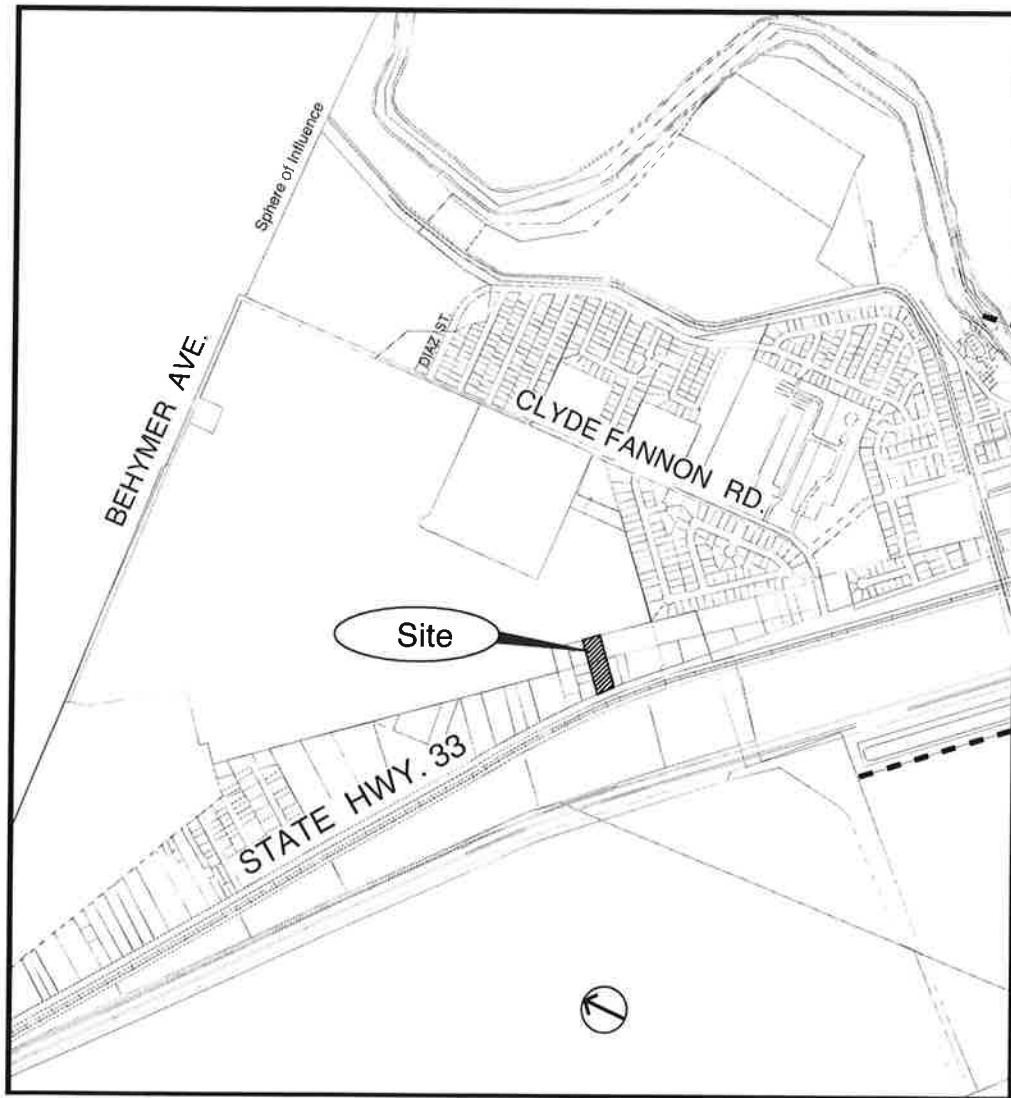 Sphere of Influence
BEHYMER AVE.
DIAZ ST.
CLYDE FANNON RD.
Site
STATE HWY. 33